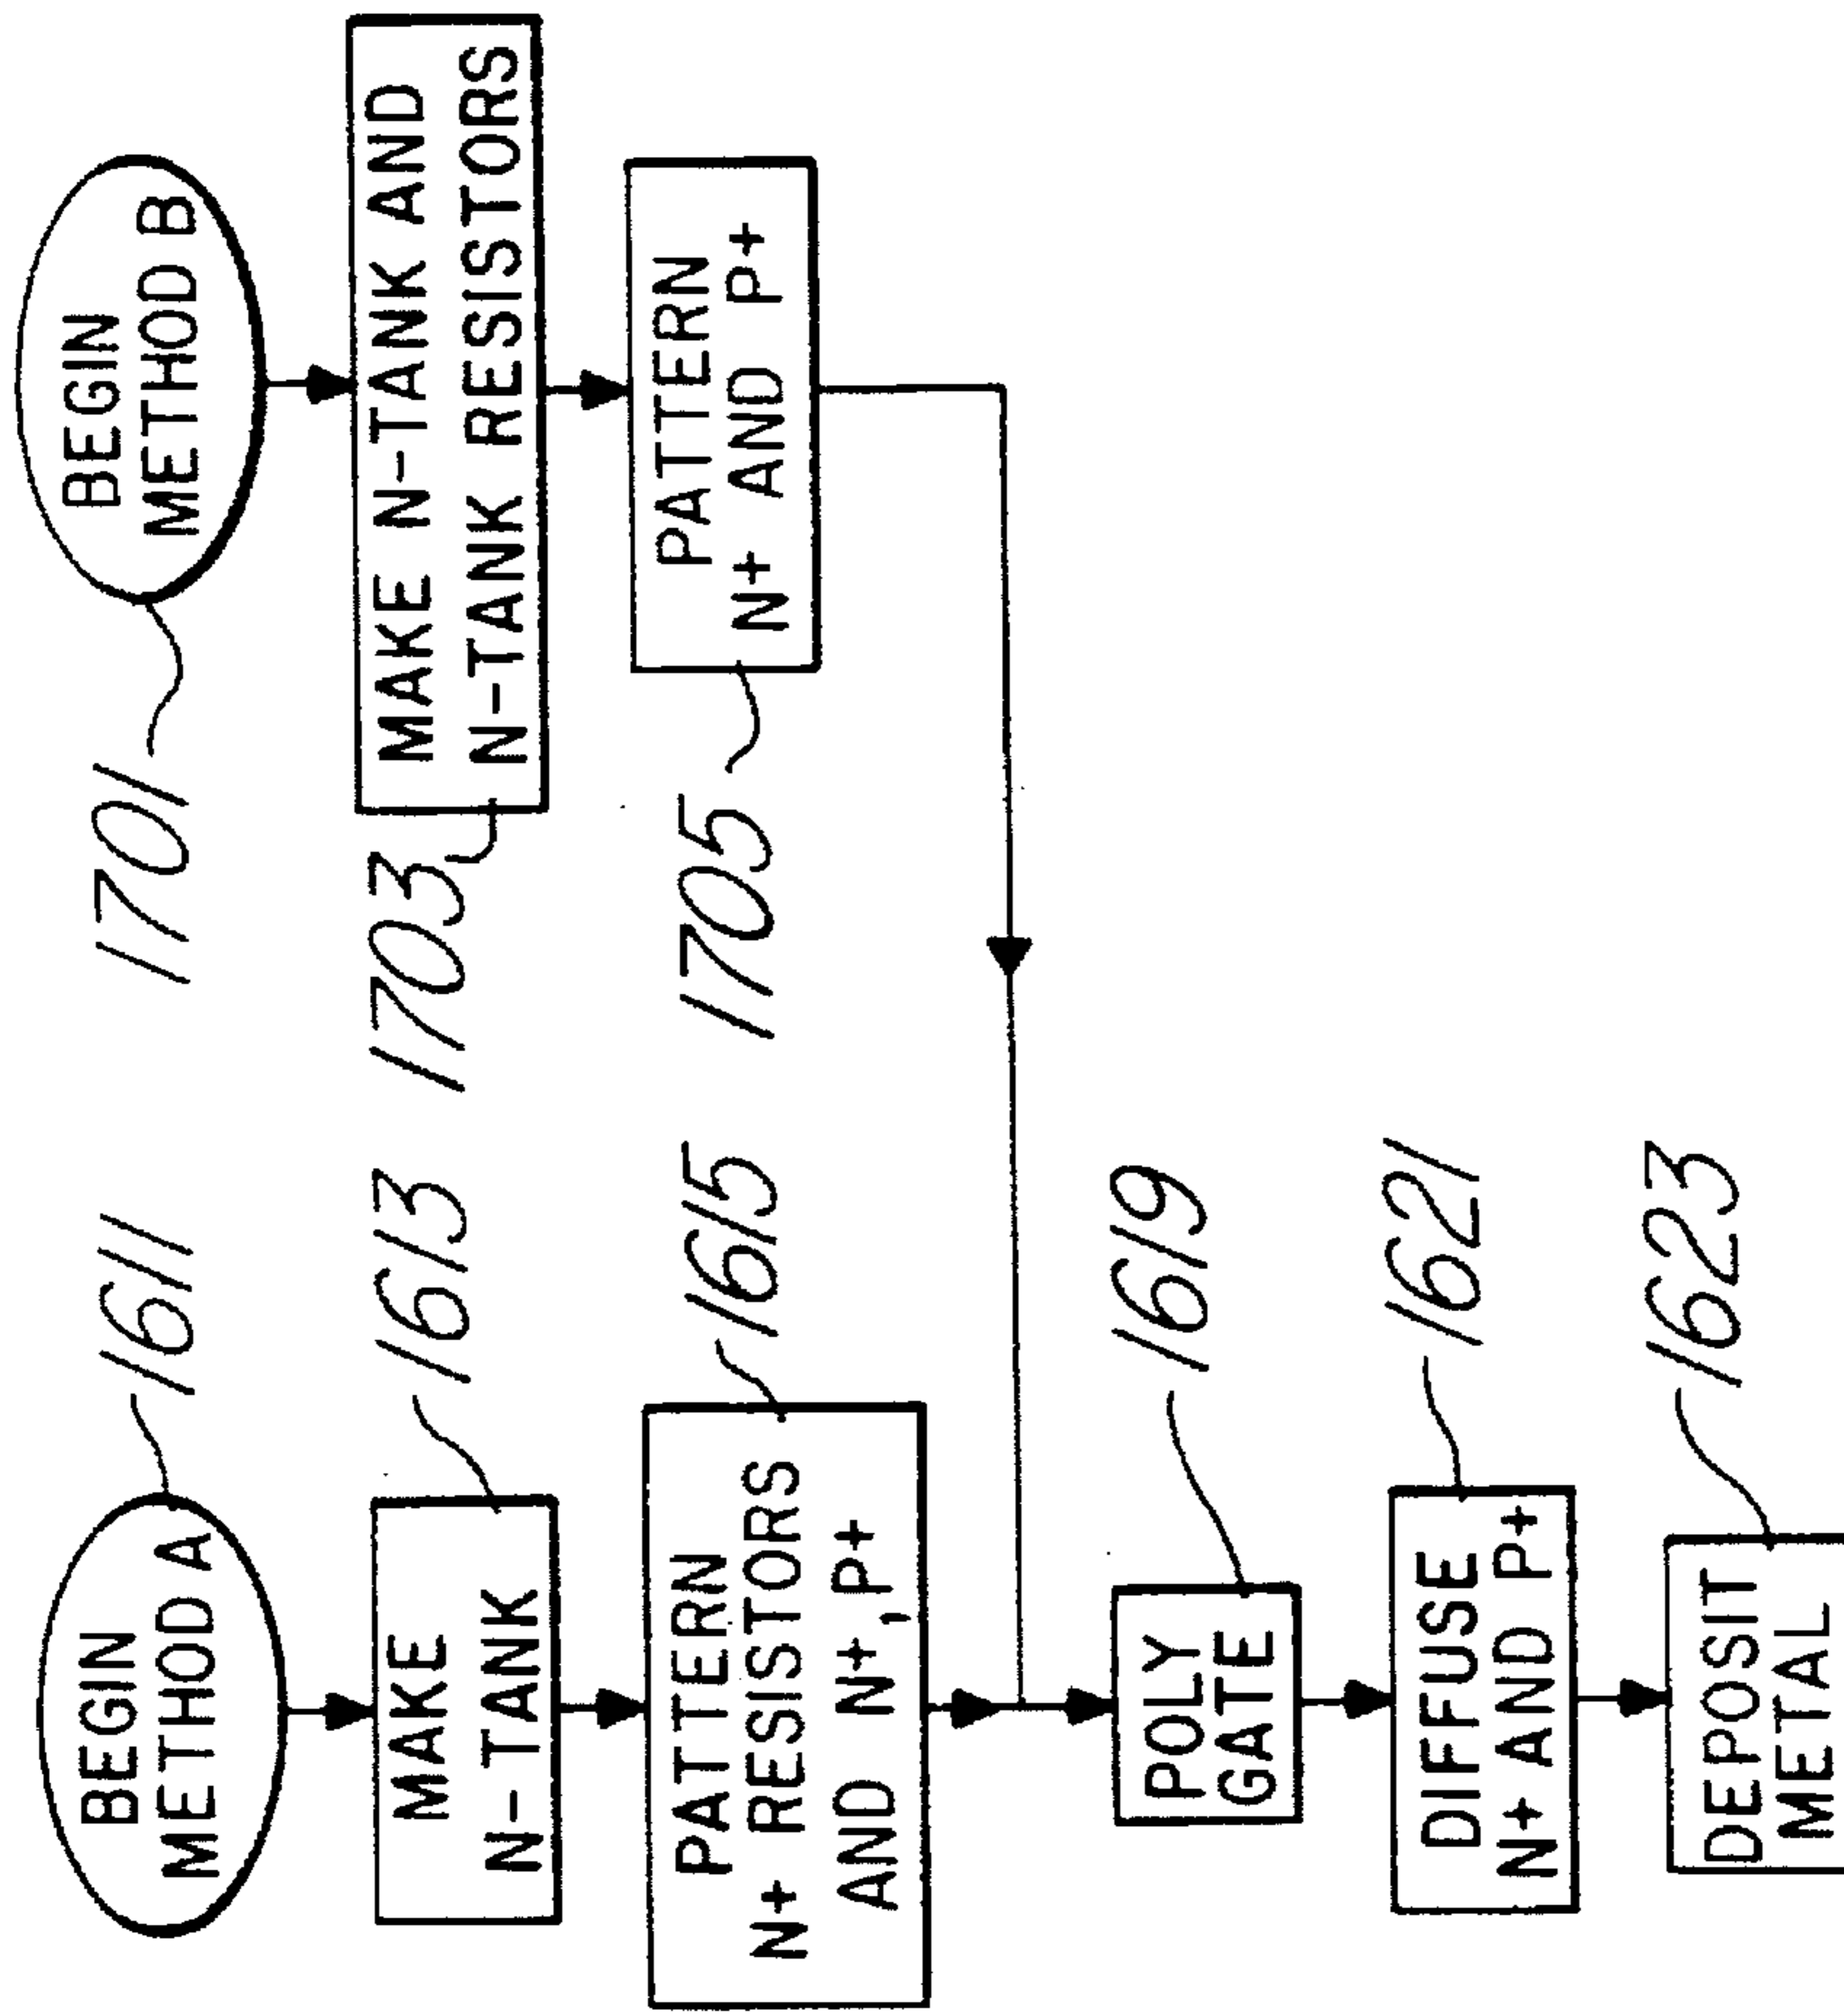 BEGIN
METHOD A
1611
MAKE
N-TANK
1613
PATTERN
N+ RESISTORS
AND N+,P+
1615
BEGIN
METHOD B
1701
MAKE N-TANK AND
N-TANK RESISTORS
1703
PATTERN
N+ AND P+
1705
POLY
GATE
1619
DIFFUSE
N+ AND P+
1621
DEPOSIT
METAL
1623